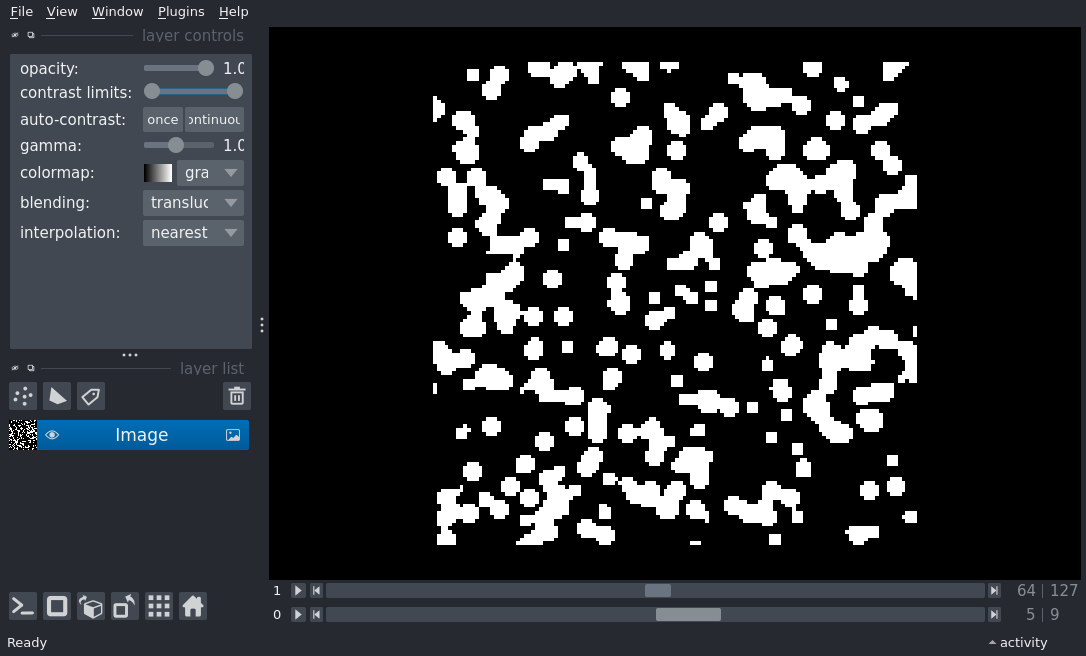 File View Window Plugins Help
layer controls
opacity: 1.0
contrast limits:
auto-contrast: once ontinuou
gamma: 1.0
colormap: gra
blending: transluc
interpolation: nearest
layer list
Image
1 64 | 127
0 5 | 9
Ready activity